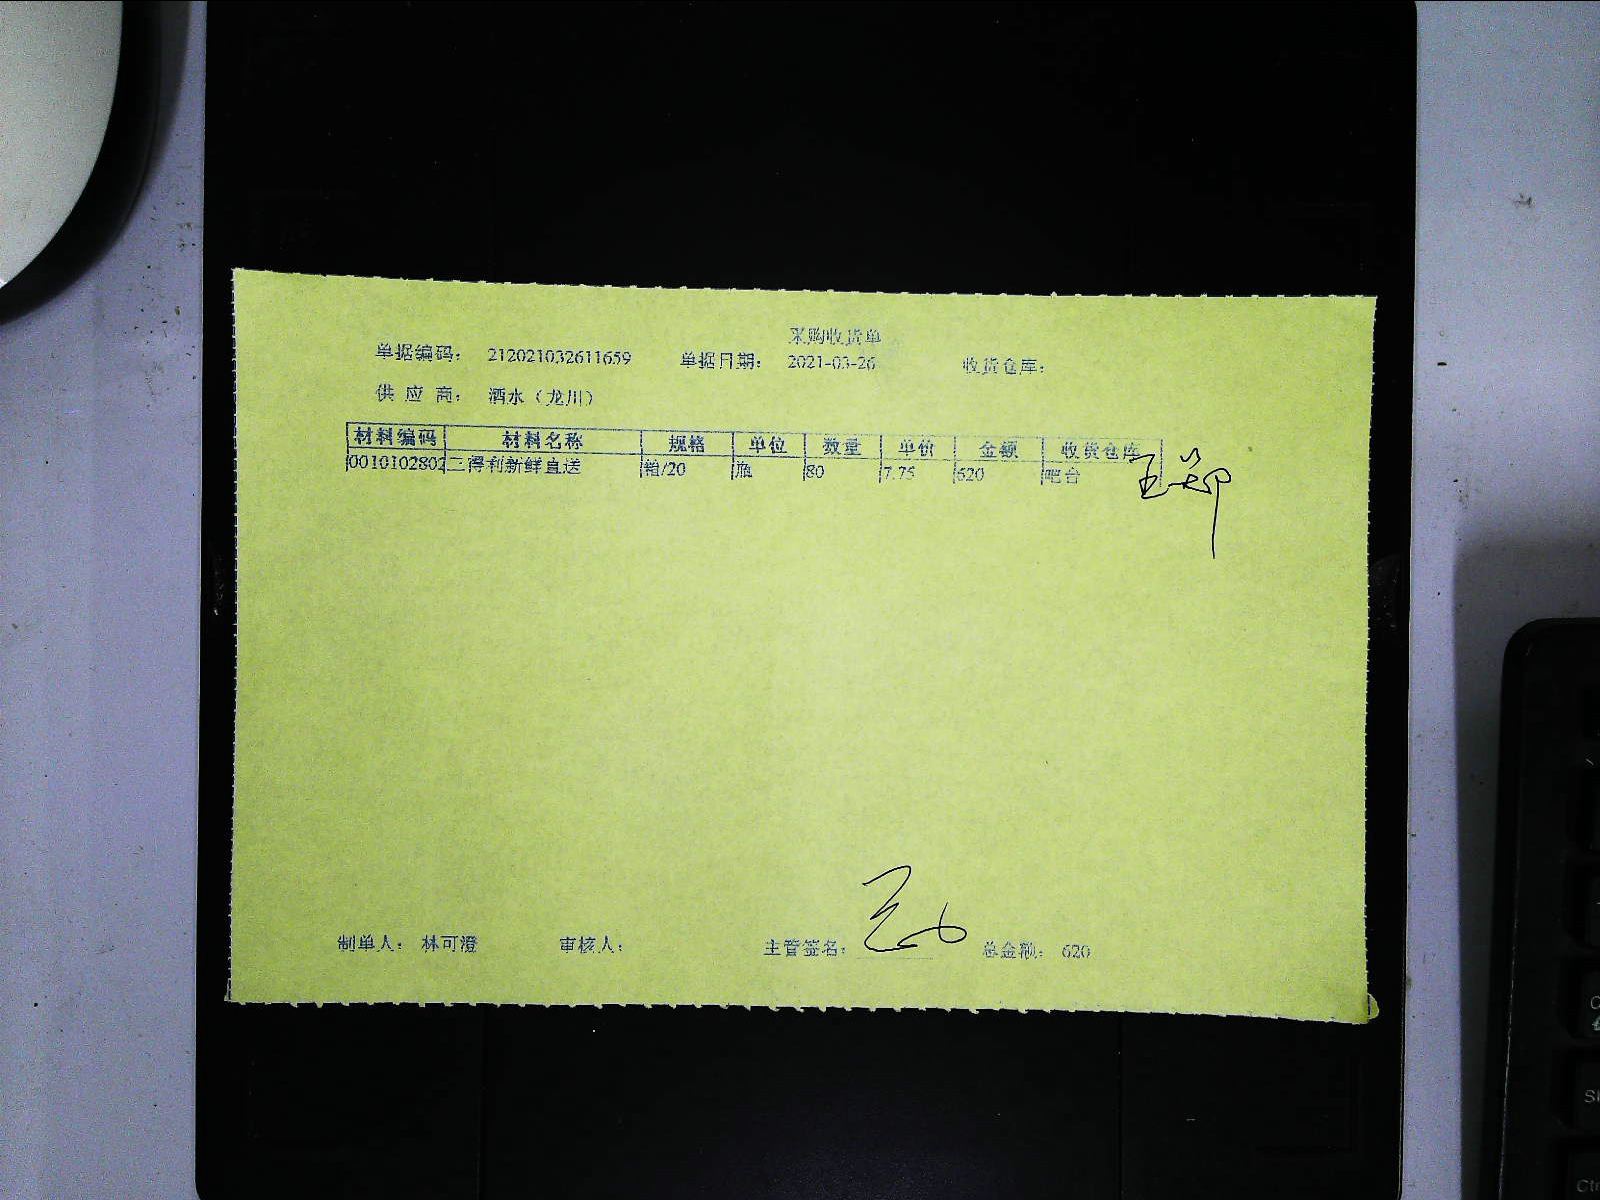 采购收货单
单据编码: 212021032611659 单据日期: 2021-03-26 收货仓库:
供 应 商: 酒水（龙川）
材料编码 材料名称 规格 单位 数量 单价 金额 收货仓库
0010102802 二得利新鲜直送 箱/20 瓶 80 7.75 620 吧台
制单人: 林可澄 审核人: 主管签名: 总金额: 620